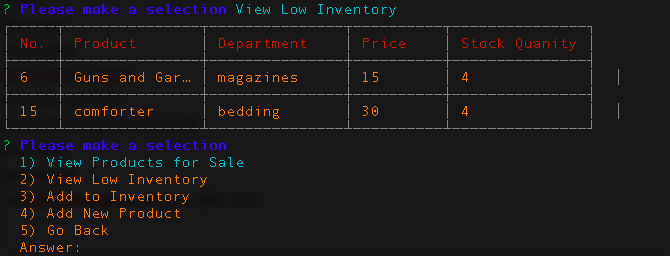 ? Please make a selection View Low Inventory
No. Product Department Price Stock Quanity
6 Guns and Gar… magazines 15 4
15 comforter bedding 30 4
? Please make a selection
1) View Products for Sale
2) View Low Inventory
3) Add to Inventory
4) Add New Product
5) Go Back
Answer: